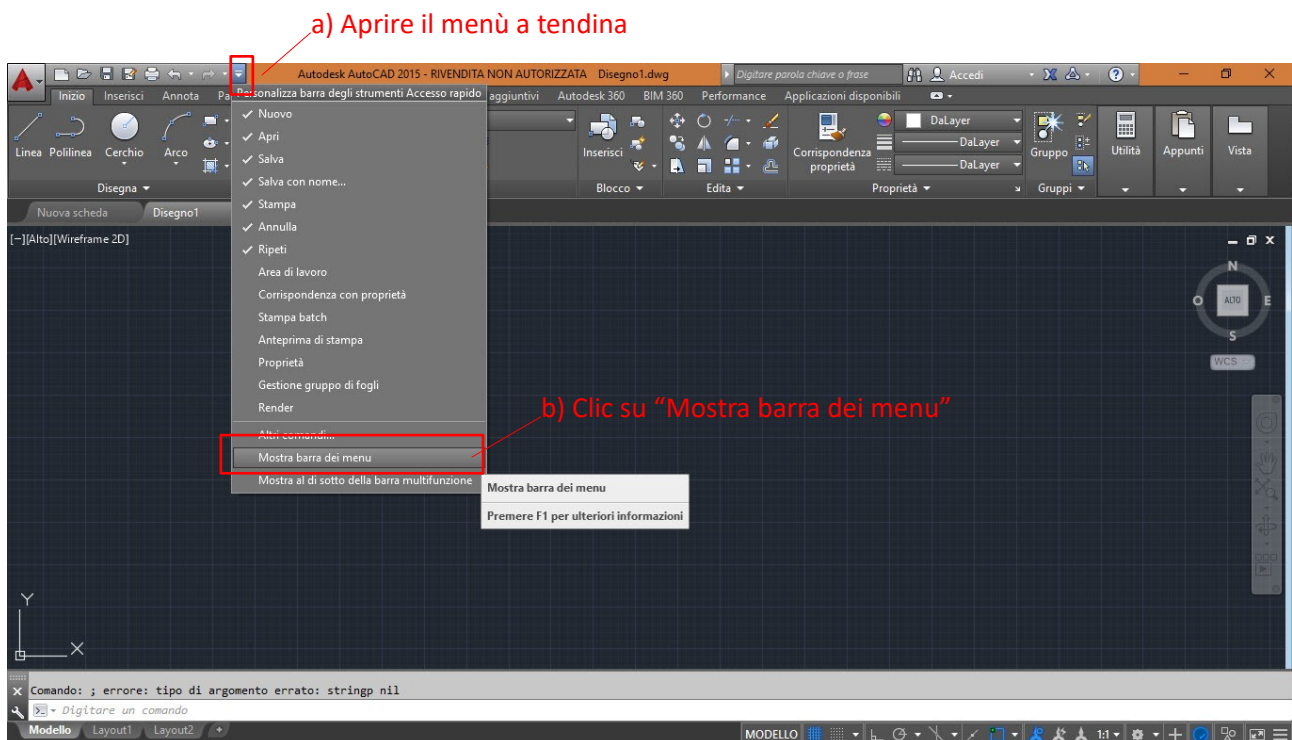 a) Aprire il menù a tendina
Autodesk AutoCAD 2015 - RIVENDITA NON AUTORIZZATA Disegno1.dwg
Digitare parola chiave o frase
Accedi
Inizio Inserisci Annota Pa
Personalizza barra degli strumenti Accesso rapido
aggiuntivi Autodesk 360 BIM 360 Performance Applicazioni disponibili
Nuovo
Apri
Salva
Salva con nome...
Stampa
Annulla
Ripeti
Area di lavoro
Corrispondenza con proprietà
Stampa batch
Anteprima di stampa
Proprietà
Gestione gruppo di fogli
Render
Altri comandi...
Mostra barra dei menu
Mostra al di sotto della barra multifunzione
Linea Polilinea Cerchio Arco
Disegna
Inserisci
Blocco
Edita
Corrispondenza
proprietà
DaLayer
DaLayer
DaLayer
Proprietà
Gruppo
Gruppi
Utilità
Appunti
Vista
Nuova scheda Disegno1
[−][Alto][Wireframe 2D]
N
O ALTO E
S
WCS
b) Clic su “Mostra barra dei menu”
Mostra barra dei menu
Premere F1 per ulteriori informazioni
Y
X
Comando: ; errore: tipo di argomento errato: stringp nil
Digitare un comando
Modello Layout1 Layout2 +
MODELLO 1:1